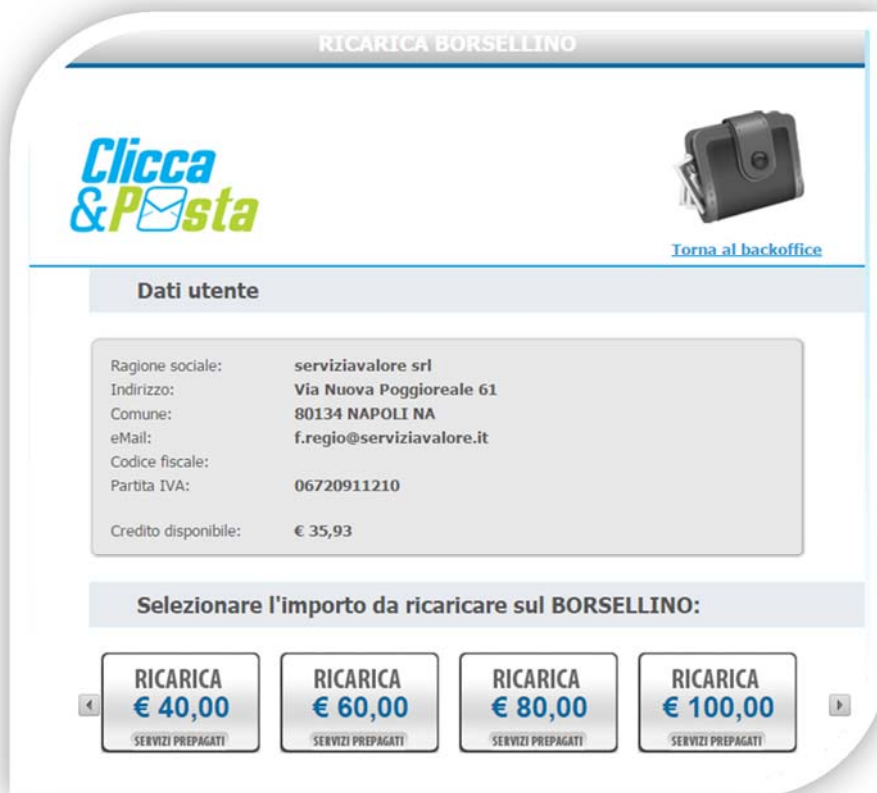 RICARICA BORSELLINO
Clicca
&Posta
Torna al backoffice
Dati utente
Ragione sociale: serviziavalore srl
Indirizzo: Via Nuova Poggioreale 61
Comune: 80134 NAPOLI NA
eMail: f.regio@serviziavalore.it
Codice fiscale:
Partita IVA: 06720911210
Credito disponibile: € 35,93
Selezionare l'importo da ricaricare sul BORSELLINO:
RICARICA RICARICA RICARICA RICARICA
€ 40,00 € 60,00 € 80,00 € 100,00
SERVIZI PREPAGATI SERVIZI PREPAGATI SERVIZI PREPAGATI SERVIZI PREPAGATI